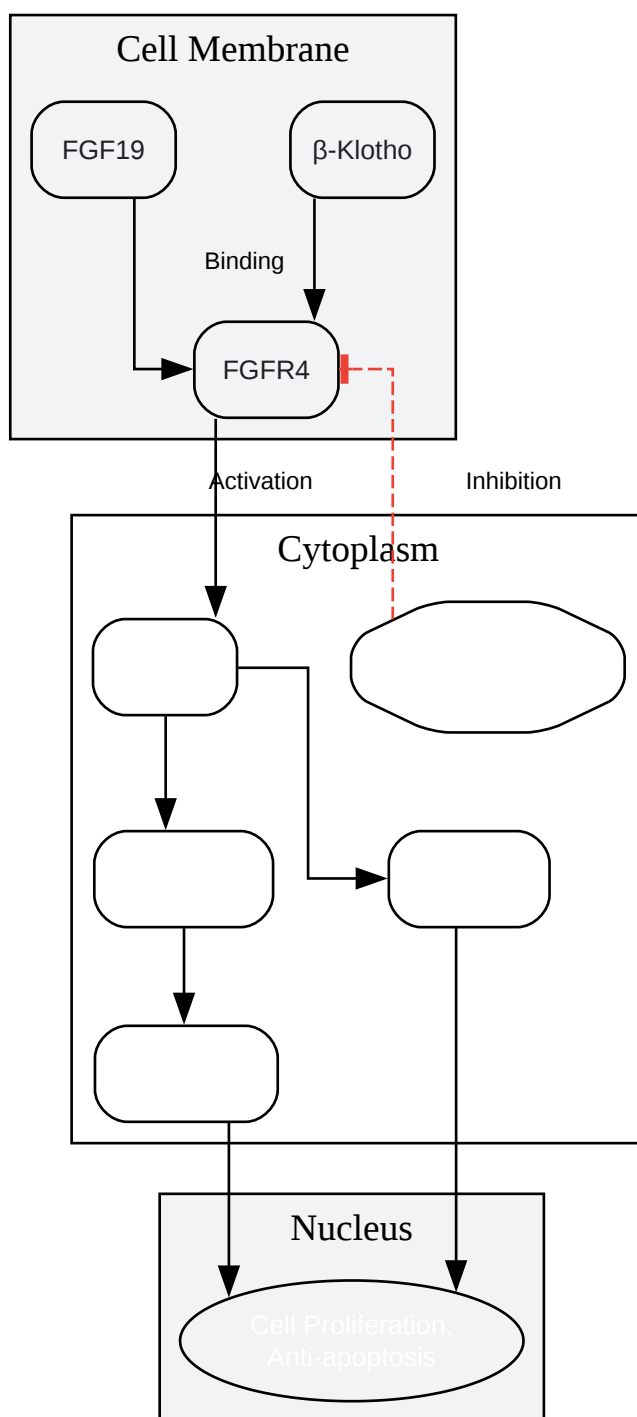 Cell Membrane
FGF19
β-Klotho
Binding
FGFR4
Activation
Inhibition
Cytoplasm
Nucleus
Cell Proliferation,
Anti-apoptosis